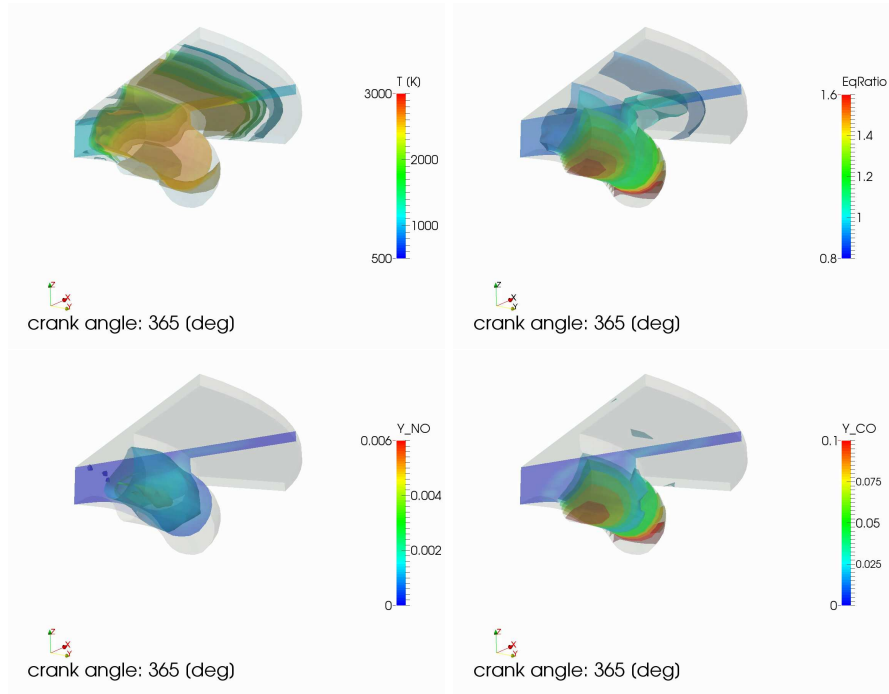 T (K)
3000
2000
1000
500
Z
X
Y
crank angle: 365 (deg)
EqRatio
1.6
1.4
1.2
1
0.8
Z
X
Y
crank angle: 365 (deg)
Y_NO
0.006
0.004
0.002
0
Z
X
Y
crank angle: 365 (deg)
Y_CO
0.1
0.075
0.05
0.025
0
Z
X
Y
crank angle: 365 (deg)